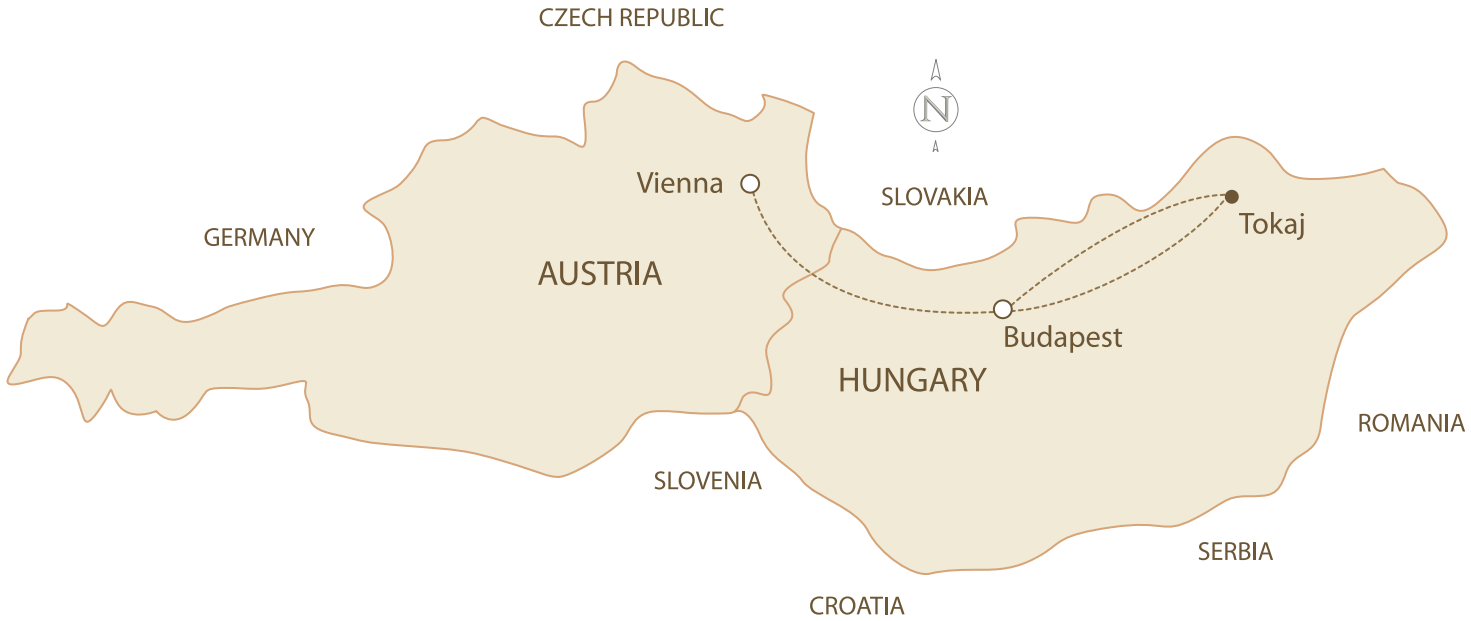 CZECH REPUBLIC
N
Vienna
SLOVAKIA
Tokaj
GERMANY
AUSTRIA
Budapest
HUNGARY
ROMANIA
SLOVENIA
SERBIA
CROATIA